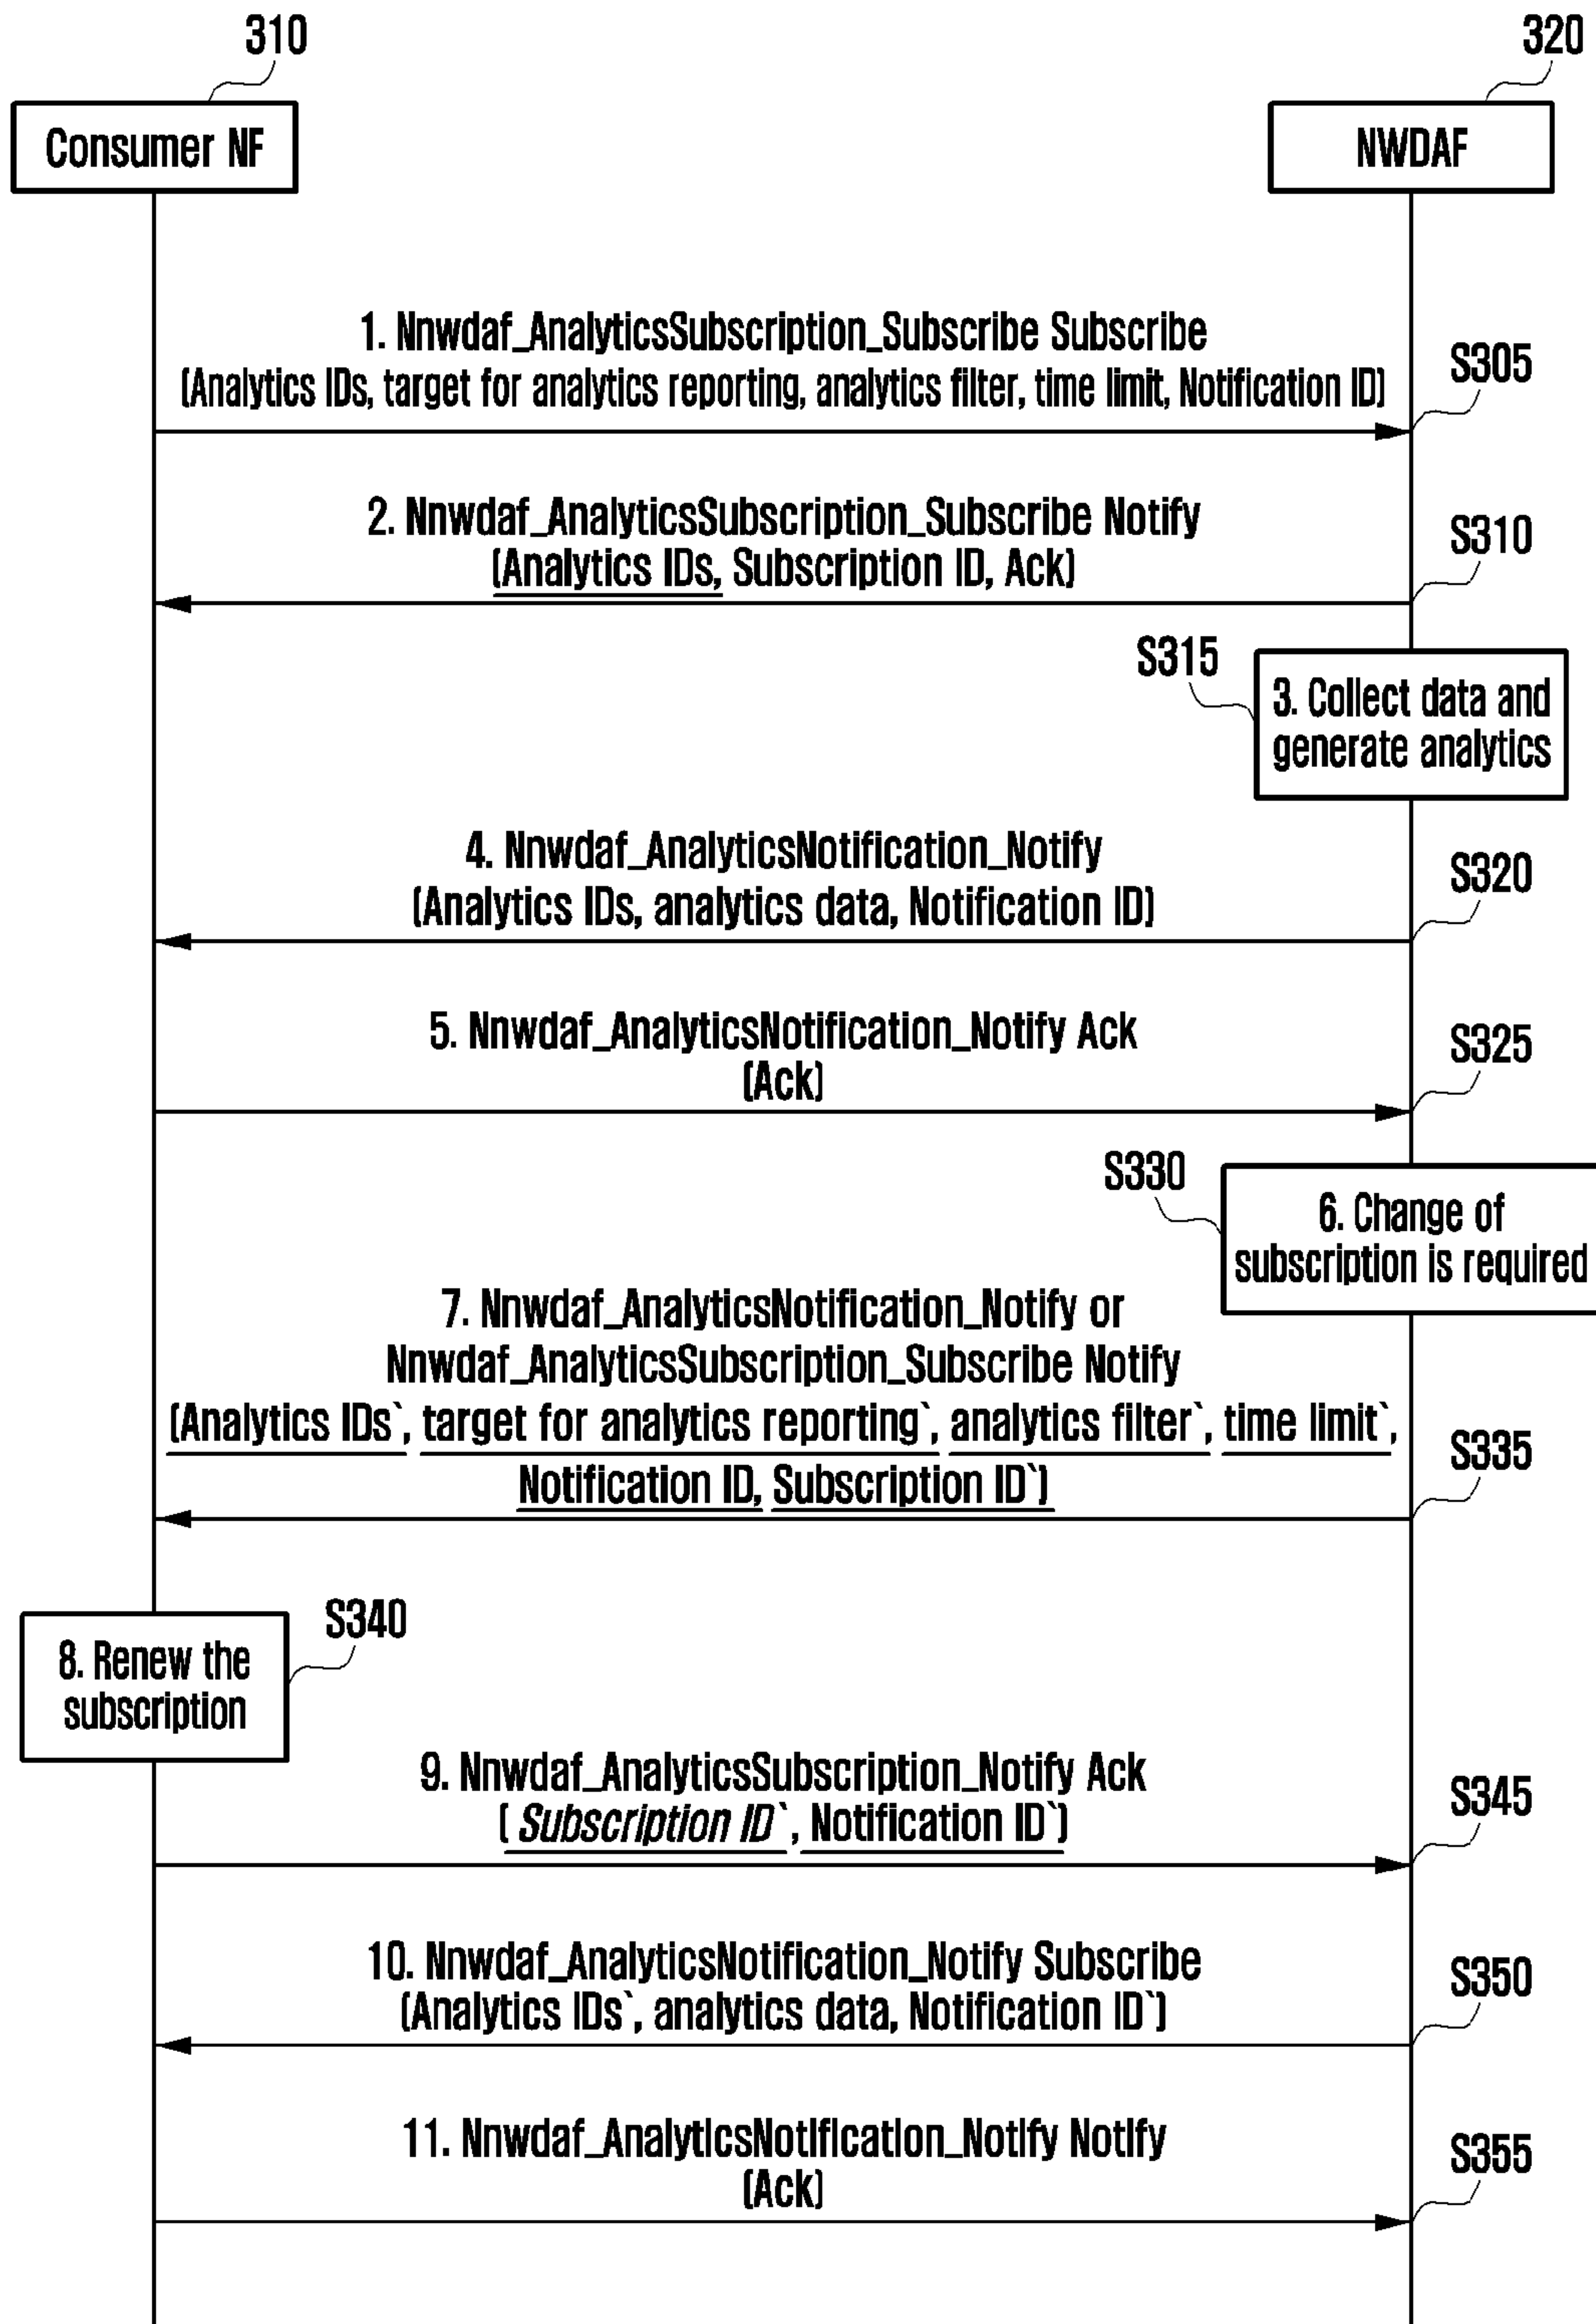 310
320
Consumer NF
NWDAF
1. Nnwdaf_AnalyticsSubscription_Subscribe Subscribe
(Analytics IDs, target for analytics reporting, analytics filter, time limit, Notification ID)
S305
2. Nnwdaf_AnalyticsSubscription_Subscribe Notify
(Analytics IDs, Subscription ID, Ack)
S310
S315
3. Collect data and
generate analytics
4. Nnwdaf_AnalyticsNotification_Notify
(Analytics IDs, analytics data, Notification ID)
S320
5. Nnwdaf_AnalyticsNotification_Notify Ack
(Ack)
S325
S330
6. Change of
subscription is required
7. Nnwdaf_AnalyticsNotification_Notify or
Nnwdaf_AnalyticsSubscription_Subscribe Notify
(Analytics IDs`, target for analytics reporting`, analytics filter`, time limit`,
Notification ID, Subscription ID`)
S335
8. Renew the
subscription
S340
9. Nnwdaf_AnalyticsSubscription_Notify Ack
( Subscription ID`, Notification ID`)
S345
10. Nnwdaf_AnalyticsNotification_Notify Subscribe
(Analytics IDs`, analytics data, Notification ID`)
S350
11. Nnwdaf_AnalyticsNotification_Notify Notify
(Ack)
S355